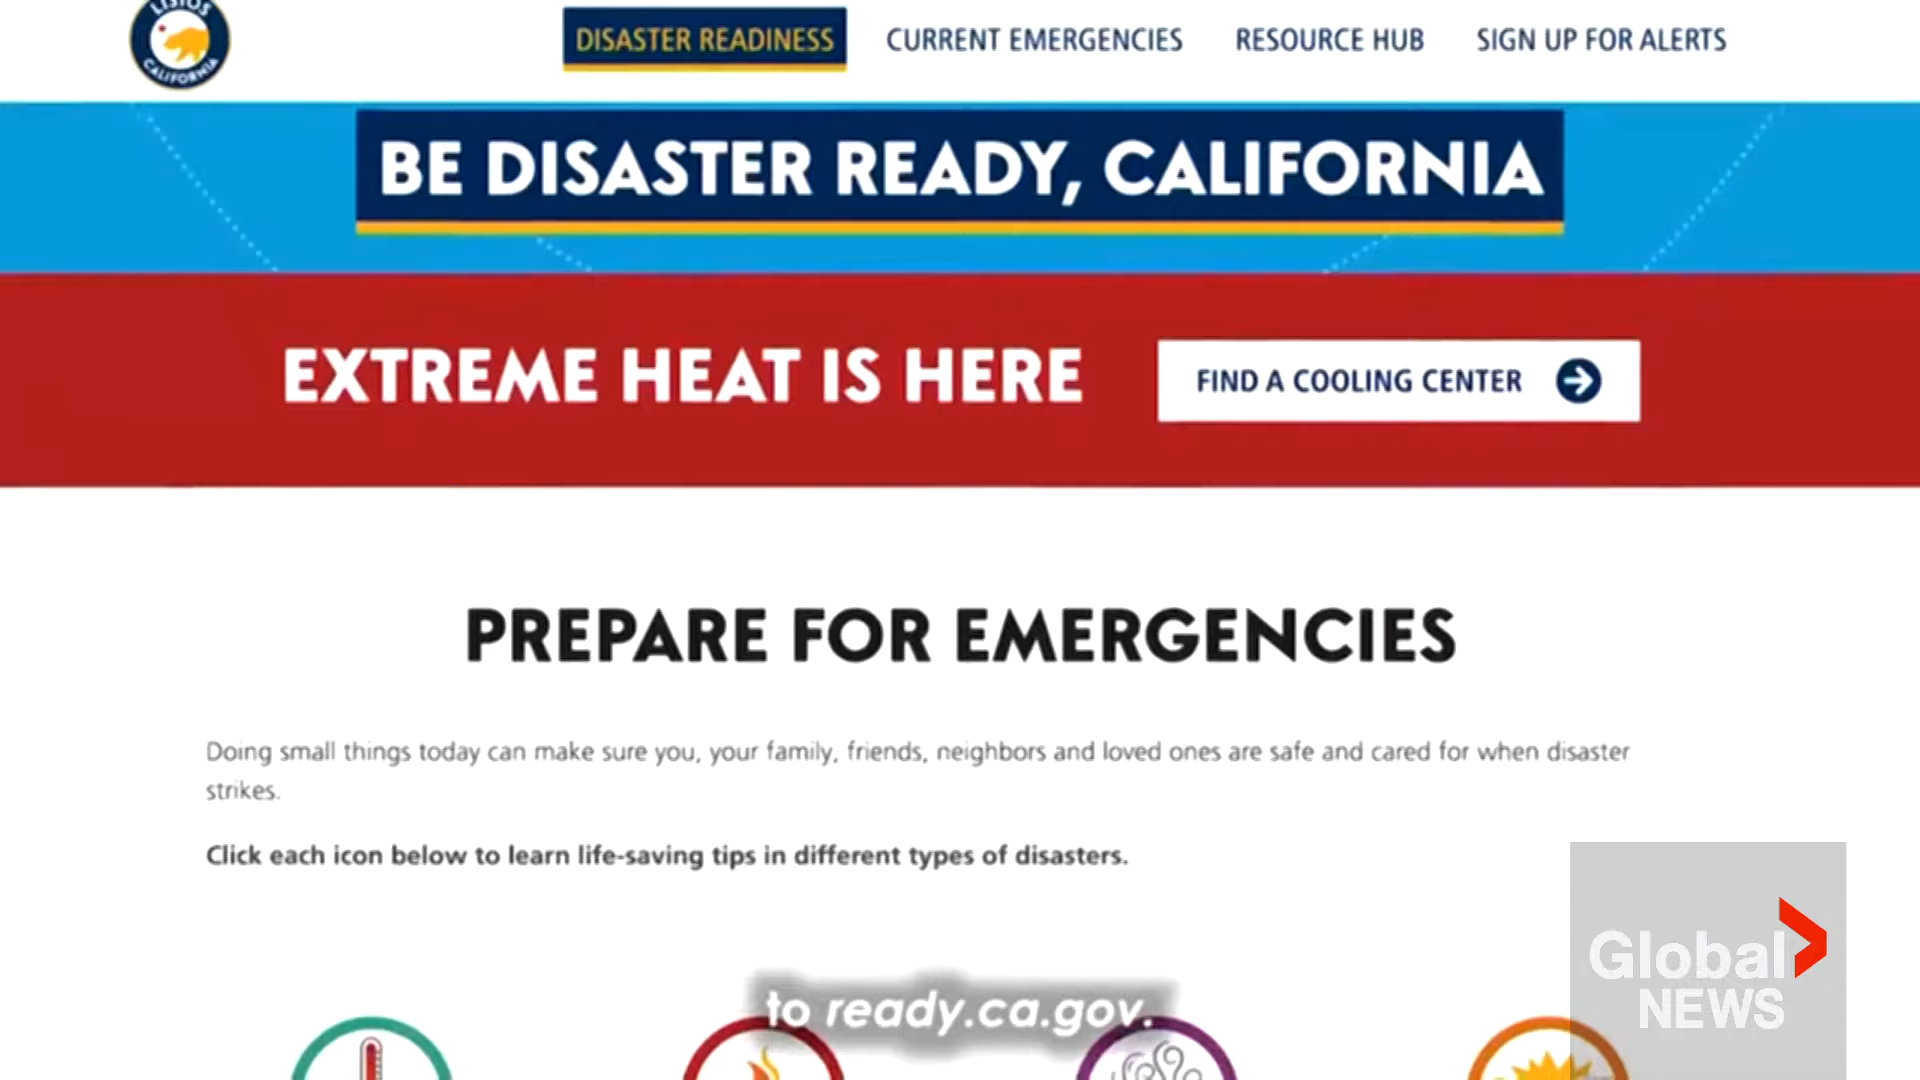 LISTOS
CALIFORNIA
DISASTER READINESS
CURRENT EMERGENCIES
RESOURCE HUB
SIGN UP FOR ALERTS
BE DISASTER READY, CALIFORNIA
EXTREME HEAT IS HERE
FIND A COOLING CENTER
PREPARE FOR EMERGENCIES
Doing small things today can make sure you, your family, friends, neighbors and loved ones are safe and cared for when disaster
strikes.
Click each icon below to learn life-saving tips in different types of disasters.
to ready.ca.gov.
Global
NEWS